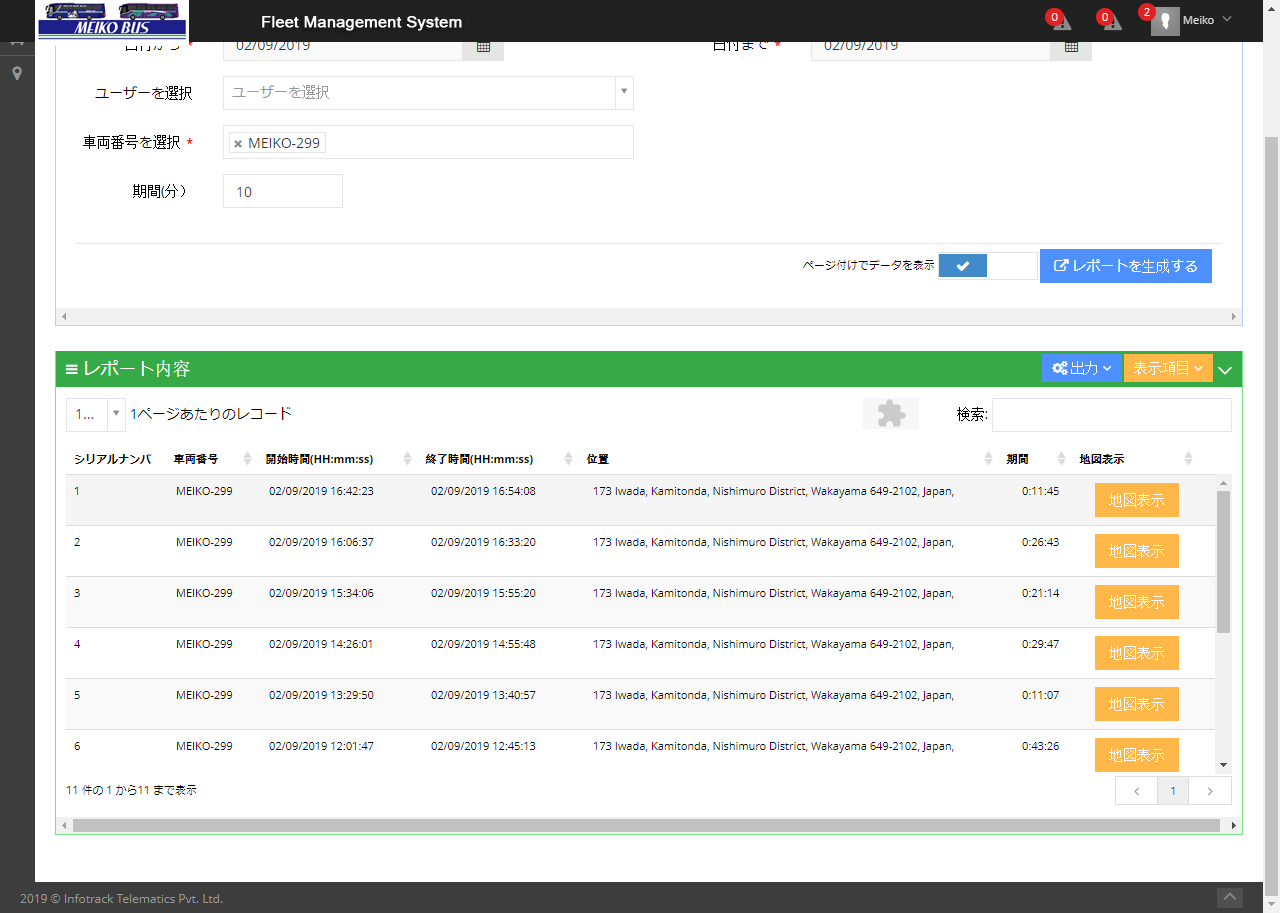 MEIKO BUS
Fleet Management System
0
0
2
Meiko
日付から * 02/09/2019
日付まで * 02/09/2019
ユーザーを選択 ユーザーを選択
車両番号を選択 * × MEIKO-299
期間(分） 10
ページ付けでデータを表示 レポートを生成する
レポート内容 出力 表示項目
1... 1ページあたりのレコード 検索:
シリアルナンバ 車両番号 開始時間(HH:mm:ss) 終了時間(HH:mm:ss) 位置 期間 地図表示
1 MEIKO-299 02/09/2019 16:42:23 02/09/2019 16:54:08 173 Iwada, Kamitonda, Nishimuro District, Wakayama 649-2102, Japan, 0:11:45 地図表示
2 MEIKO-299 02/09/2019 16:06:37 02/09/2019 16:33:20 173 Iwada, Kamitonda, Nishimuro District, Wakayama 649-2102, Japan, 0:26:43 地図表示
3 MEIKO-299 02/09/2019 15:34:06 02/09/2019 15:55:20 173 Iwada, Kamitonda, Nishimuro District, Wakayama 649-2102, Japan, 0:21:14 地図表示
4 MEIKO-299 02/09/2019 14:26:01 02/09/2019 14:55:48 173 Iwada, Kamitonda, Nishimuro District, Wakayama 649-2102, Japan, 0:29:47 地図表示
5 MEIKO-299 02/09/2019 13:29:50 02/09/2019 13:40:57 173 Iwada, Kamitonda, Nishimuro District, Wakayama 649-2102, Japan, 0:11:07 地図表示
6 MEIKO-299 02/09/2019 12:01:47 02/09/2019 12:45:13 173 Iwada, Kamitonda, Nishimuro District, Wakayama 649-2102, Japan, 0:43:26 地図表示
11 件の 1 から11 まで表示 < 1 >
2019 © Infotrack Telematics Pvt. Ltd.